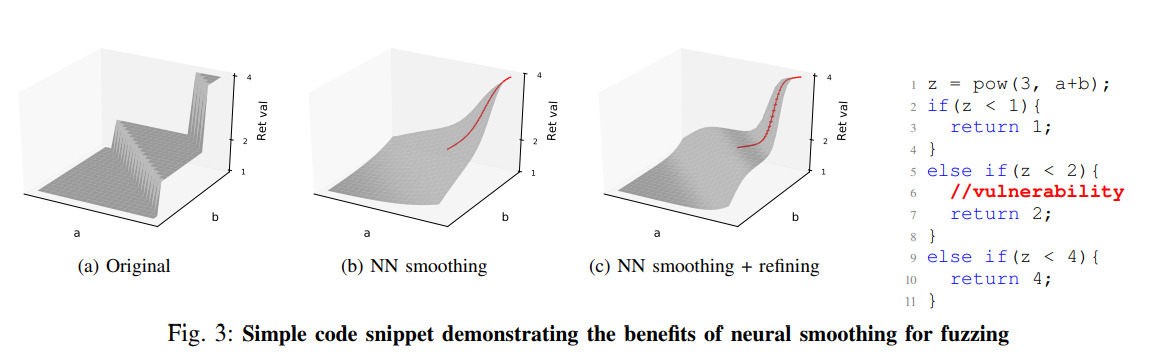 4
2
1
Ret val
b
a
(a) Original
4
2
1
Ret val
b
a
(b) NN smoothing
4
2
1
Ret val
b
a
(c) NN smoothing + refining
1 z = pow(3, a+b);
2 if(z < 1){
3 return 1;
4 }
5 else if(z < 2){
6 //vulnerability
7 return 2;
8 }
9 else if(z < 4){
10 return 4;
11 }
Fig. 3: Simple code snippet demonstrating the benefits of neural smoothing for fuzzing